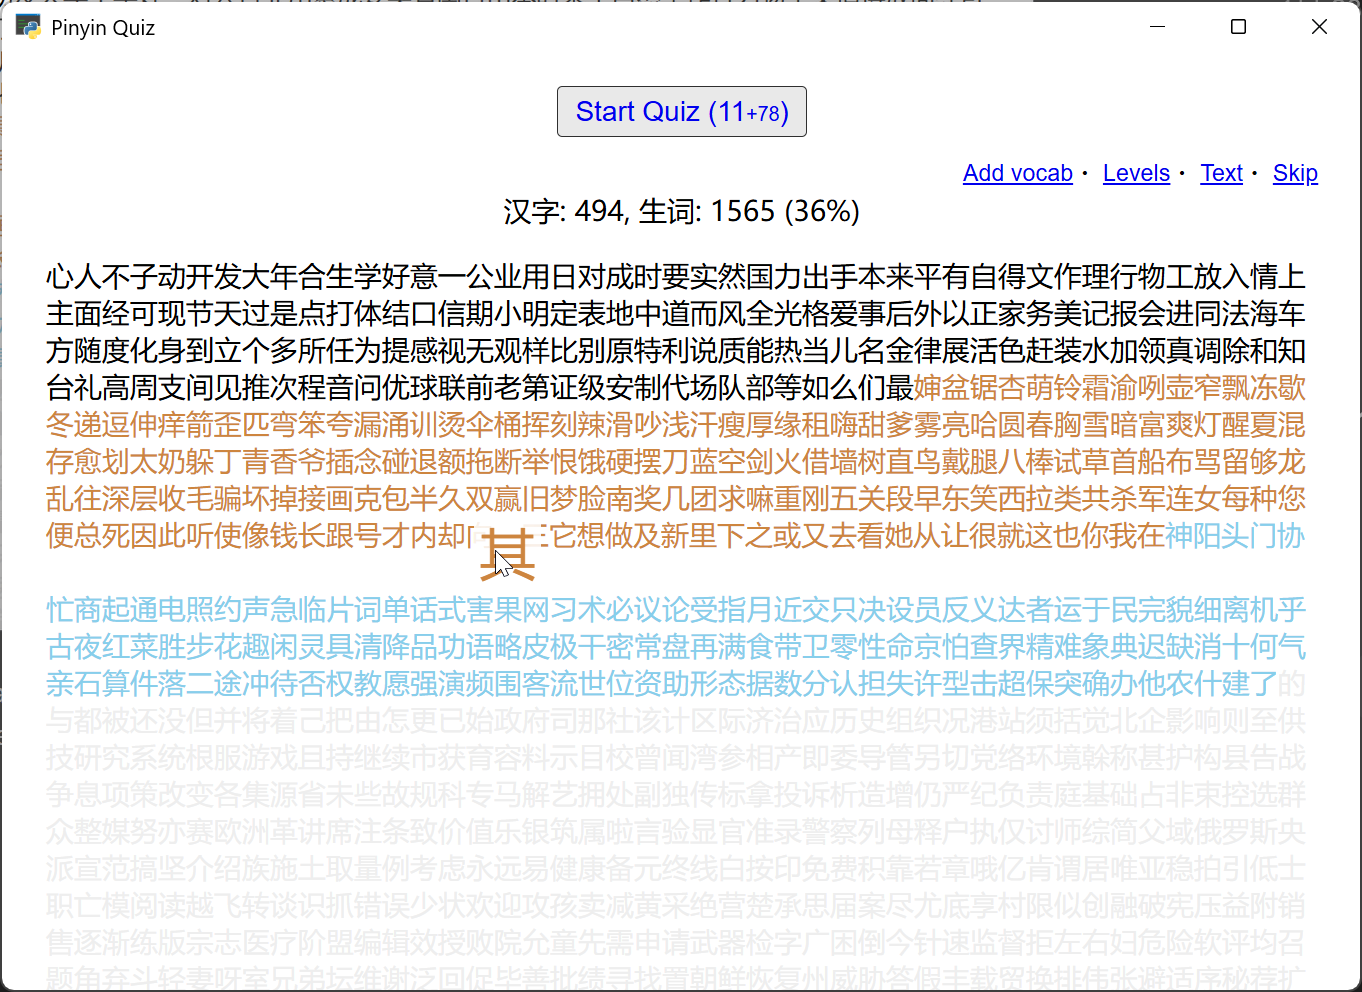 Pinyin Quiz
Start Quiz (11+78)
Add vocab · Levels · Text · Skip
汉字: 494, 生词: 1565 (36%)
心人不子动开发大年合生学好意一公业用日对成时要实然国力出手本来平有自得文作理行物工放入情上
主面经可现节天过是点打体结口信期小明定表地中道而风全光格爱事后外以正家务美记报会进同法海车
方随度化身到立个多所任为提感视无观样比别原特利说质能热当儿名金律展活色赶装水加领真调除和知
台礼高周支间见推次程音问优球联前老第证级安制代场队部等如么们最婶盆锯杏萌铃霜渝咧壶窄飘冻歇
冬递逗伸痒箭歪匹弯笨夸漏涌训烫伞桶挥刻辣滑吵浅汗瘦厚缘租嗨甜爹雾亮哈圆春胸雪暗富爽灯醒夏混
存愈划太奶躲丁青香爷插念碰退额拖断举恨饿硬摆刀蓝空剑火借墙树直鸟戴腿八棒试草首船布骂留够龙
乱往深层收毛骗坏掉接画克包半久双赢旧梦脸南奖几团求嘛重刚五关段早东笑西拉类共杀军连女每种您
便总死因此听使像钱长跟号才内却其它想做及新里下之或又去看她从让很就这也你我在神阳头门协
忙商起通电照约声急临片词单话式害果网习术必议论受指月近交只决设员反义达者运于民完貌细离机乎
古夜红菜胜步花趣闲灵具清降品功语略皮极干密常盘再满食带卫零性命京怕查界精难象典迟缺消十何气
亲石算件落二途冲待否权教愿强演频围客流世位资助形态据数分认担失许型击超保突确办他农什建了的
与都被还没但并将着己把由怎更已始政府司那社该计区际济治应历史组织况港站须括觉北企影响则至供
技研究系统根服游戏且持继续市获育容料示目校曾闻湾参相产即委导管另切党络环境幹称甚护构县告战
争息项策改变各集源省未些故规科专马解艺拥处副独传标拿投诉析造增仍严纪负责庭基础占非束控选群
众整媒努亦赛欧洲革讲席注条致价值乐银筑属啦言验显官准录警察列母释户执仅讨师综简父域俄罗斯央
派宣范搞坚介绍族施土取量例考虑永远易健康备元终线白按印免费积靠若章哦亿肯谓居唯亚稳拍引低士
职亡模阅读越飞转谈识抓错误少状欢迎攻孩卖减黄采绝营楚承思届案尽尤底享村限似创融破宪压益附销
售逐渐练版宗志医疗阶盟编辑效授败院允童先需申请武器检字广困倒今针速监督拒左右妇危险软评均召